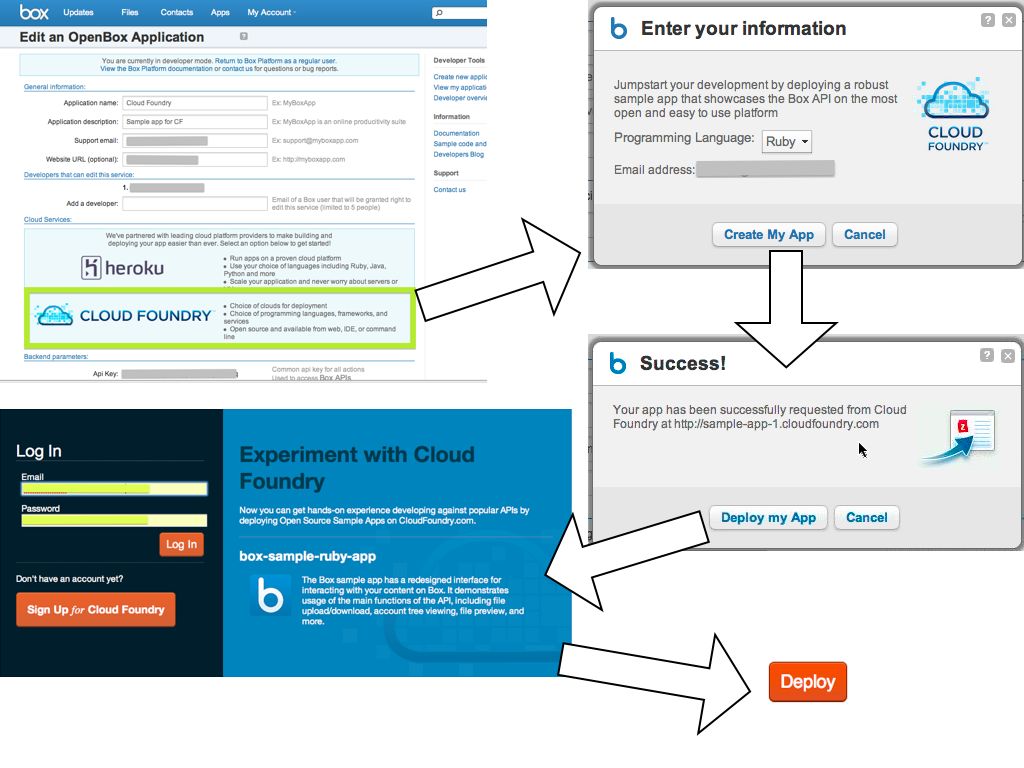 box Updates Files Contacts Apps My Account
Edit an OpenBox Application ?
You are currently in developer mode. Return to Box Platform as a regular user.
View the Box Platform documentation or contact us for questions or bug reports.
General information:
Application name: Cloud Foundry Ex: MyBoxApp
Application description: Sample app for CF Ex: MyBoxApp is an online productivity suite
Support email: Ex: support@myboxapp.com
Website URL (optional): Ex: http://myboxapp.com
Developers that can edit this service:
1.
Add a developer: Email of a Box user that will be granted right to
edit this service (limited to 5 people)
Cloud Services:
We've partnered with leading cloud platform providers to make building and
deploying your app easier than ever. Select an option below to get started!
heroku
• Run apps on a proven cloud platform
• Use your choice of languages including Ruby, Java,
Python and more
• Scale your application and never worry about servers or
CLOUD FOUNDRY
• Choice of clouds for deployment
• Choice of programming languages, frameworks, and
services
• Open source and available from web, IDE, or command
line
Backend parameters:
Api Key: Common api key for all actions
Used to access Box APIs
Developer Tools
Create new applic
View my applicati
Developer overvie
Information
Documentation
Sample code and
Developers Blog
Support
Contact us
b Enter your information ? x
Jumpstart your development by deploying a robust
sample app that showcases the Box API on the most
open and easy to use platform
Programming Language: Ruby
Email address:
CLOUD
FOUNDRY
Create My App Cancel
b Success! ? x
Your app has been successfully requested from Cloud
Foundry at http://sample-app-1.cloudfoundry.com
Deploy my App Cancel
Log In
Email
Password
Log In
Don't have an account yet?
Sign Up for Cloud Foundry
Experiment with Cloud
Foundry
Now you can get hands-on experience developing against popular APIs by
deploying Open Source Sample Apps on CloudFoundry.com.
box-sample-ruby-app
b
The Box sample app has a redesigned interface for
interacting with your content on Box. It demonstrates
usage of the main functions of the API, including file
upload/download, account tree viewing, file preview, and
more.
Deploy